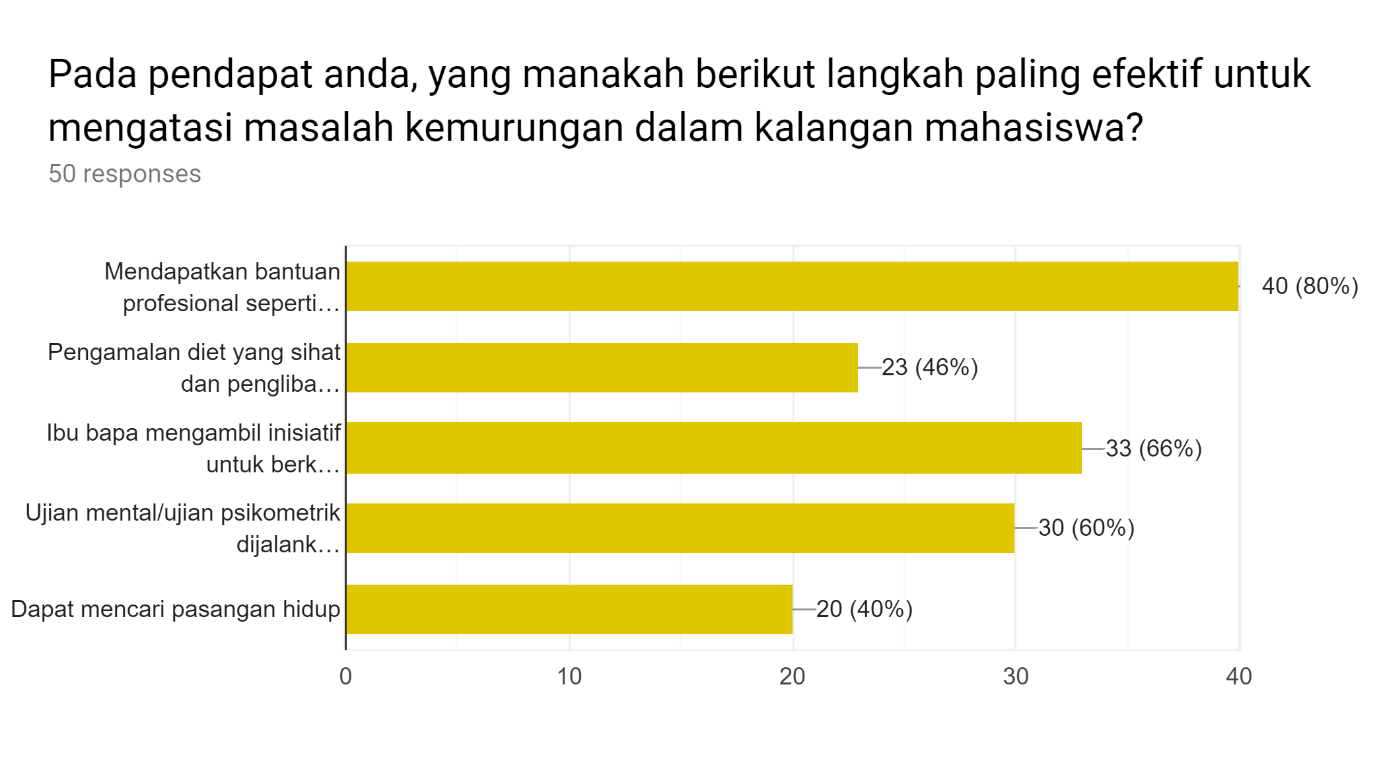 Pada pendapat anda, yang manakah berikut langkah paling efektif untuk
mengatasi masalah kemurungan dalam kalangan mahasiswa?
50 responses
Mendapatkan bantuan
profesional seperti…
40 (80%)
Pengamalan diet yang sihat
dan pengliba…
23 (46%)
Ibu bapa mengambil inisiatif
untuk berk…
33 (66%)
Ujian mental/ujian psikometrik
dijalank…
30 (60%)
Dapat mencari pasangan hidup
20 (40%)
0 10 20 30 40